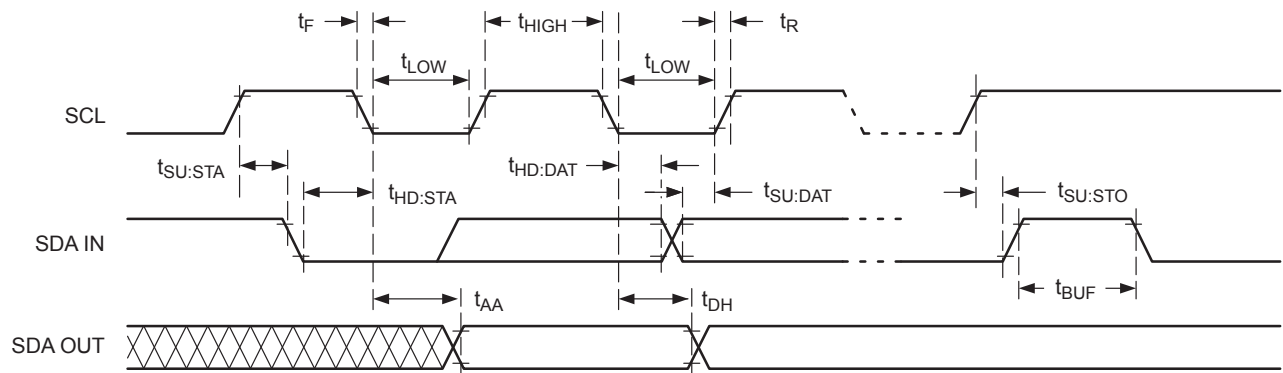 tF
tHIGH
tR
tLOW
tLOW
SCL
tSU:STA
tHD:STA
tHD:DAT
tSU:DAT
tSU:STO
SDA IN
tBUF
tAA
tDH
SDA OUT